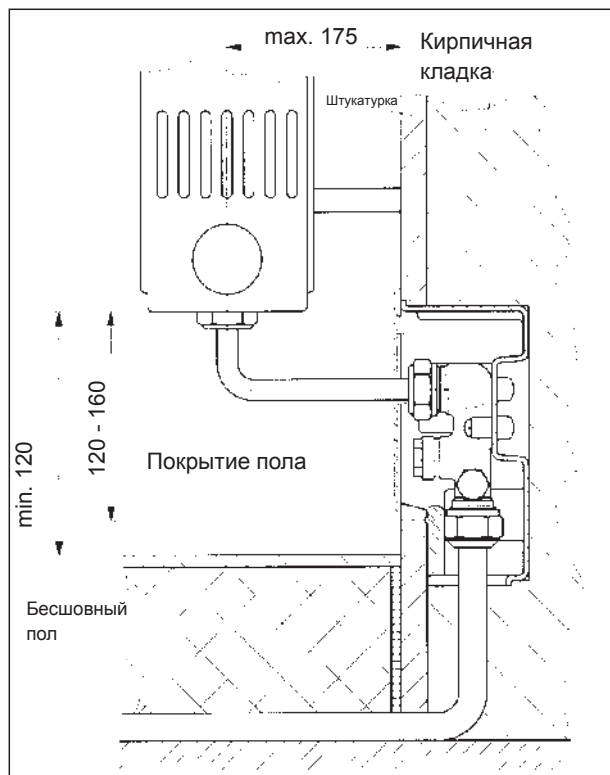 max. 175
Кирпичная
кладка
Штукатурка
min. 120
120 - 160
Покрытие пола
Бесшовный
пол